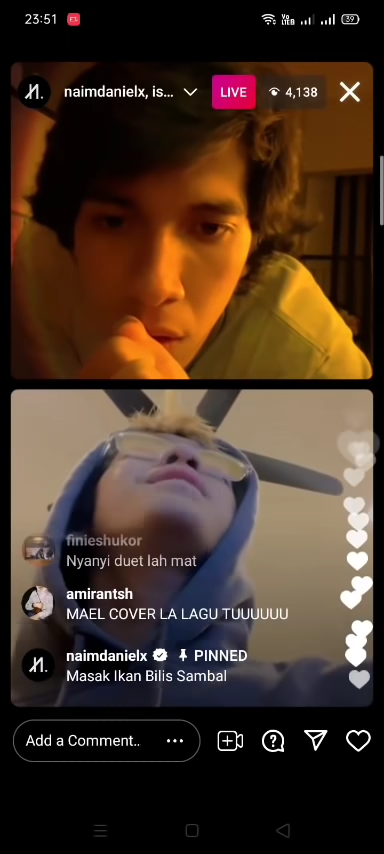 23:51
39
naimdanielx, is...
LIVE
4,138
finieshukor
Nyanyi duet lah mat
amirantsh
MAEL COVER LA LAGU TUUUUUU
naimdanielx PINNED
Masak Ikan Bilis Sambal
Add a Comment..